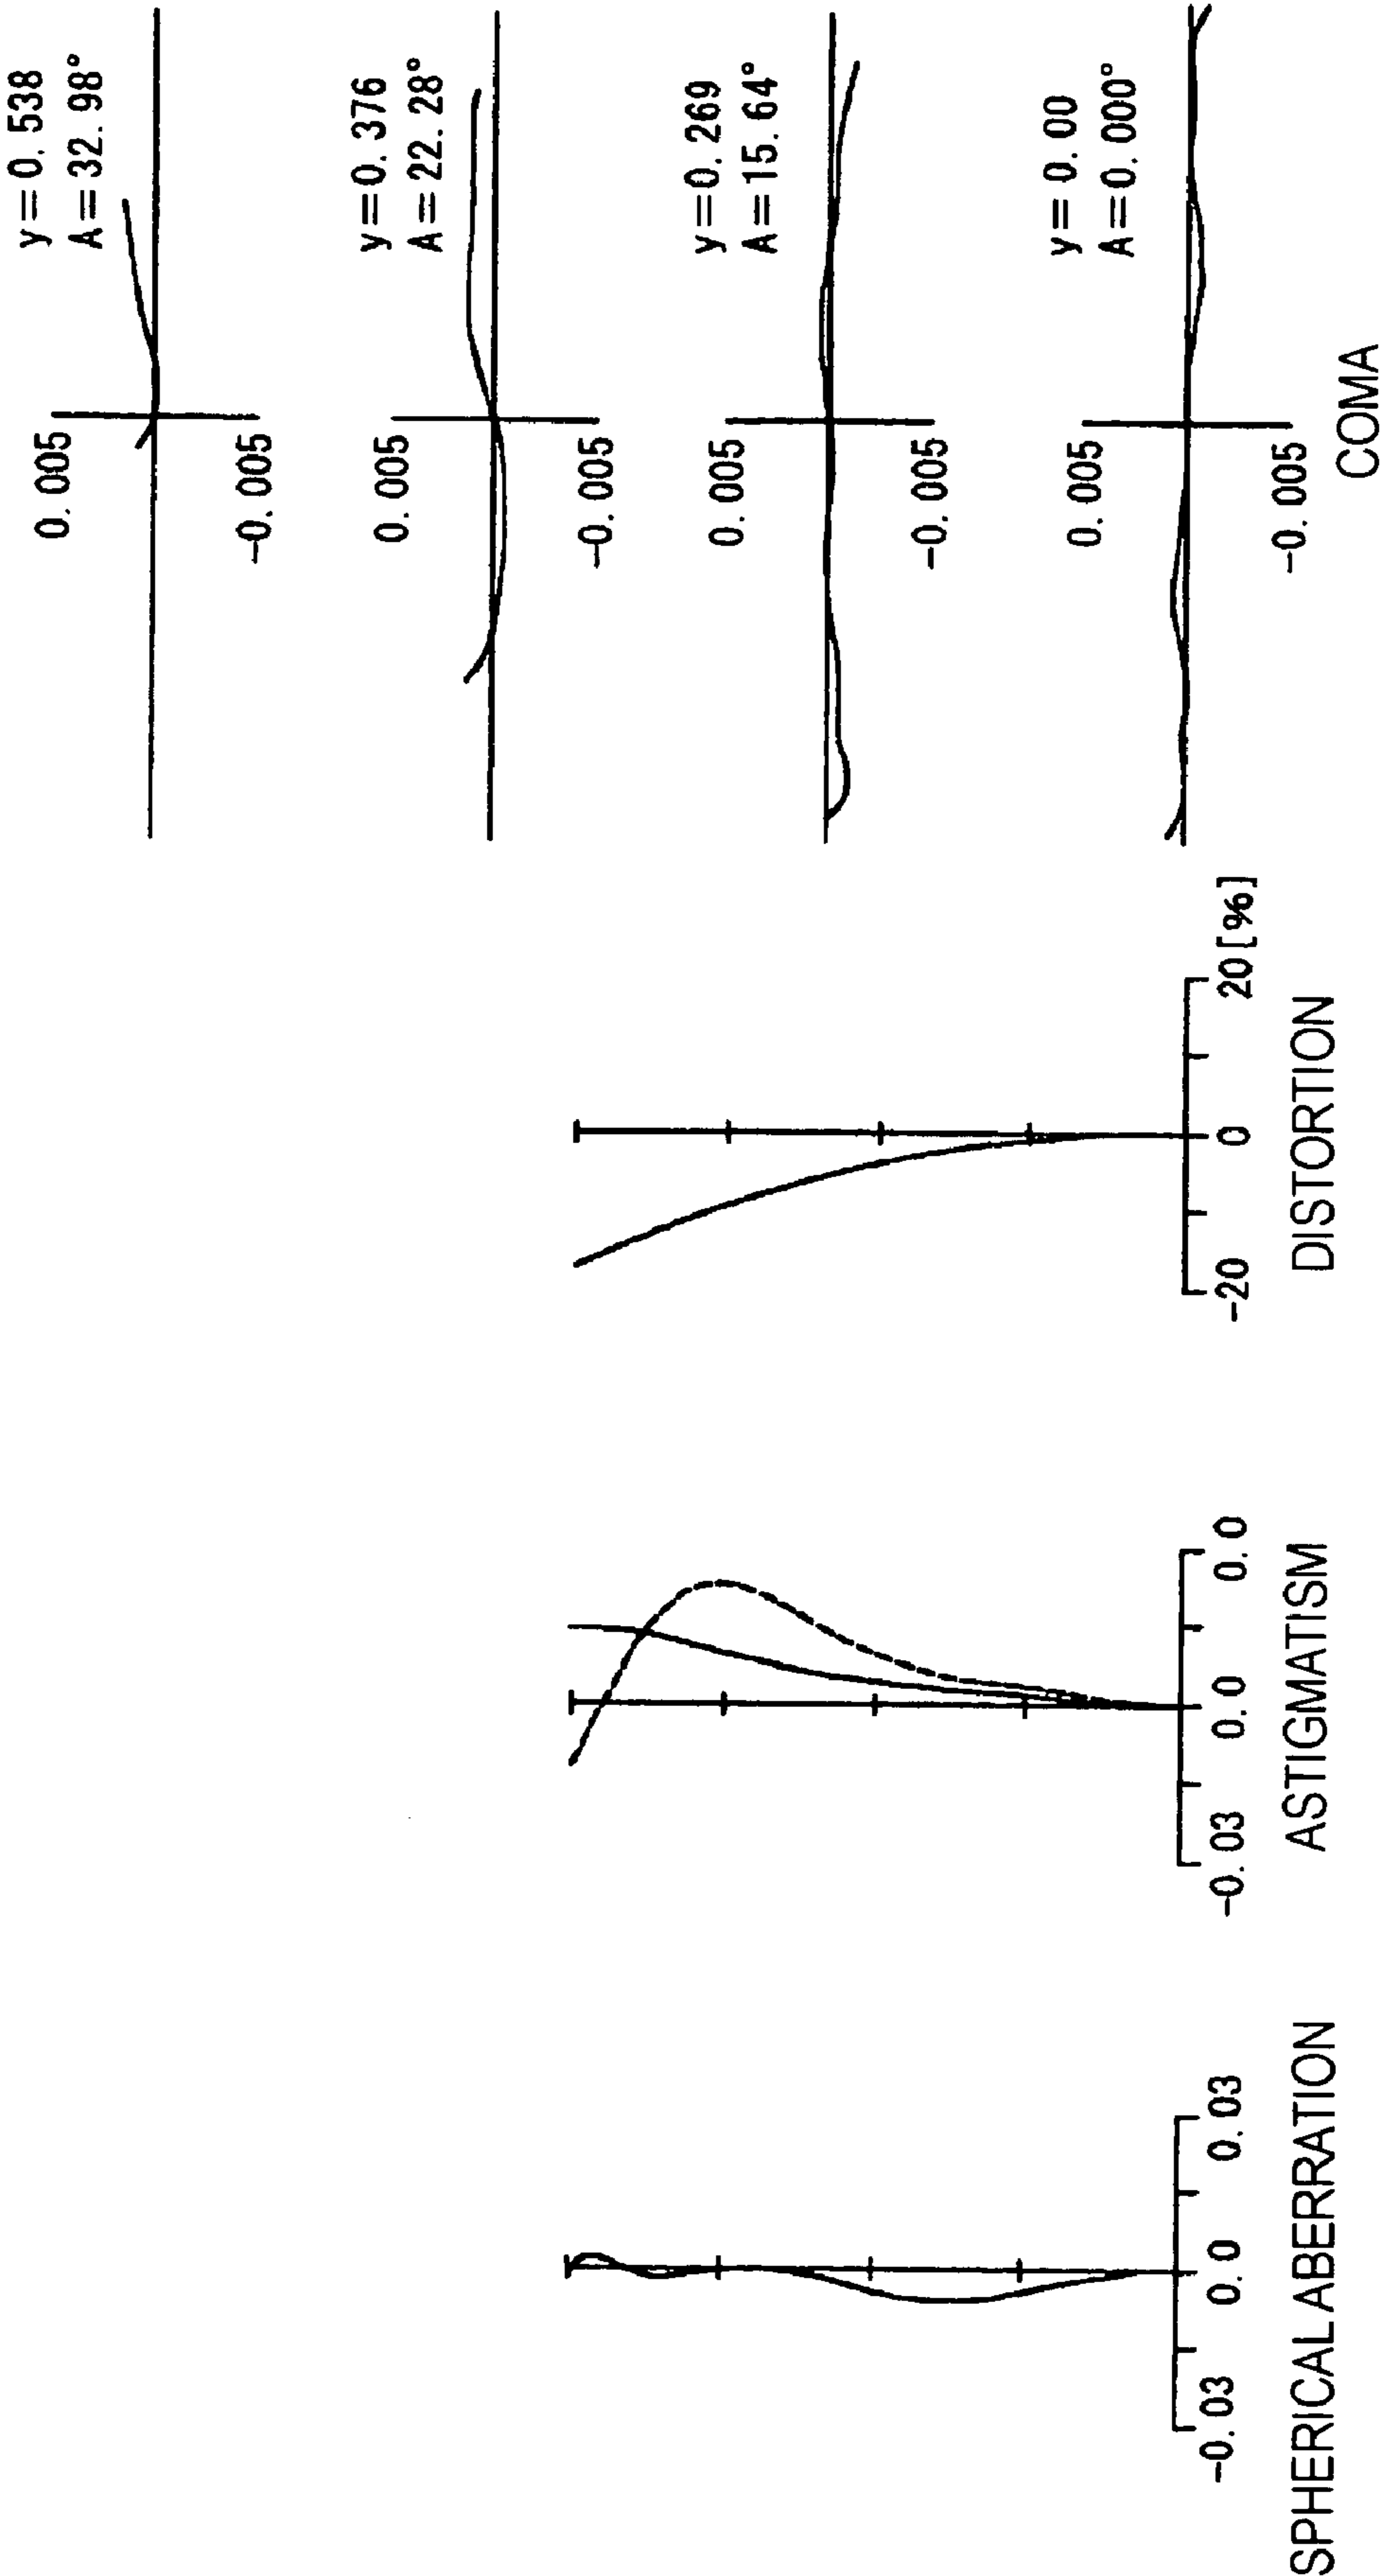 -0.03
0.0
0.03
SPHERICAL ABERRATION
-0.03
0.0
0.0
ASTIGMATISM
-20
0
20 [%]
DISTORTION
0.005
-0.005
y=0.538
A=32.98°
0.005
-0.005
y=0.376
A=22.28°
0.005
-0.005
y=0.269
A=15.64°
0.005
-0.005
y=0.00
A=0.000°
COMA